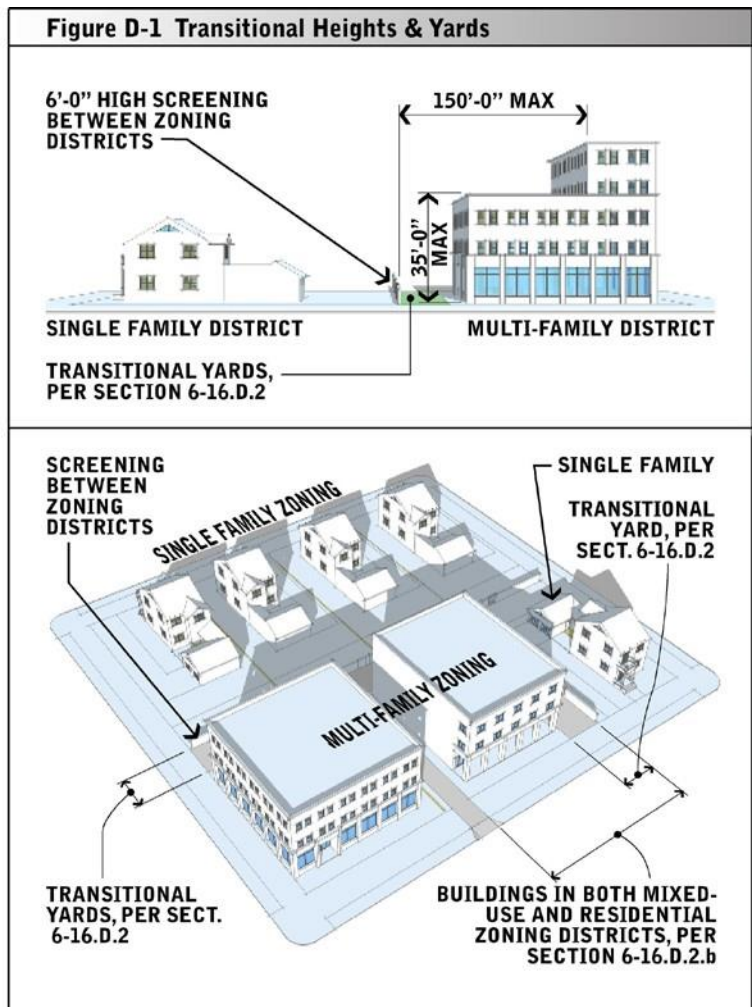 Figure D-1 Transitional Heights & Yards
6'-0" HIGH SCREENING
BETWEEN ZONING
DISTRICTS
150'-0" MAX
35'-0"
MAX
SINGLE FAMILY DISTRICT
MULTI-FAMILY DISTRICT
TRANSITIONAL YARDS,
PER SECTION 6-16.D.2
SCREENING
BETWEEN
ZONING
DISTRICTS
SINGLE FAMILY ZONING
SINGLE FAMILY
TRANSITIONAL
YARD, PER
SECT. 6-16.D.2
MULTI-FAMILY ZONING
TRANSITIONAL
YARDS, PER SECT.
6-16.D.2
BUILDINGS IN BOTH MIXED-
USE AND RESIDENTIAL
ZONING DISTRICTS, PER
SECTION 6-16.D.2.b